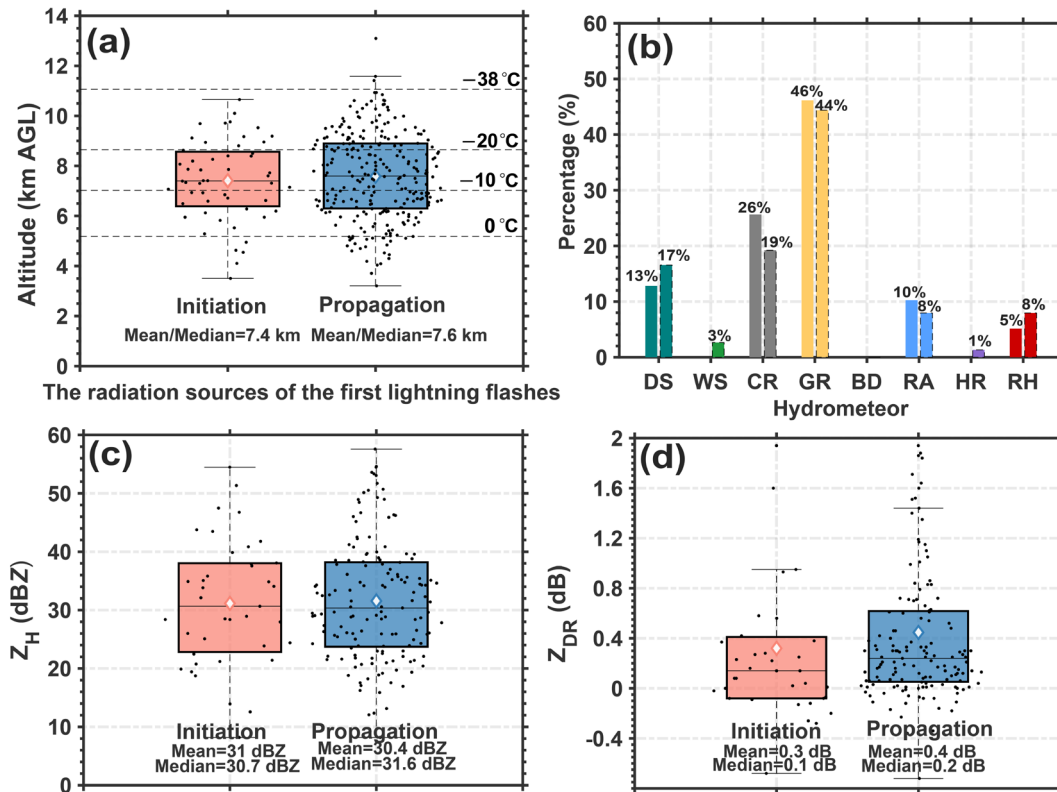 (a)
14
12
10
8
6
4
2
0
Altitude (km AGL)
−38 °C
−20 °C
−10 °C
0 °C
Initiation
Propagation
Mean/Median=7.4 km
Mean/Median=7.6 km
The radiation sources of the first lightning flashes
(b)
60
50
40
30
20
10
0
Percentage (%)
13%
17%
3%
26%
19%
46%
44%
10%
8%
1%
5%
8%
DS WS CR GR BD RA HR RH
Hydrometeor
(c)
60
50
40
30
20
10
0
Z_H (dBZ)
Initiation
Mean=31 dBZ
Median=30.7 dBZ
Propagation
Mean=30.4 dBZ
Median=31.6 dBZ
(d)
2
1.6
1.2
0.8
0.4
0
-0.4
Z_DR (dB)
Initiation
Mean=0.3 dB
Median=0.1 dB
Propagation
Mean=0.4 dB
Median=0.2 dB